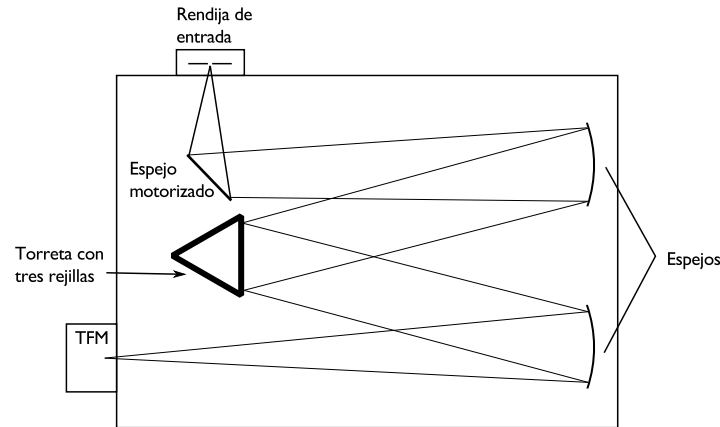 Rendija de
entrada
Espejo
motorizado
Torreta con
tres rejillas
Espejos
TFM